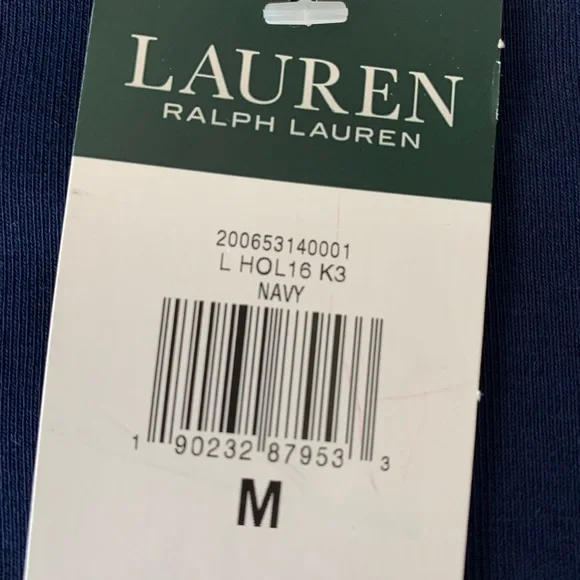 LAUREN
RALPH LAUREN
200653140001
L HOL16 K3
NAVY
1 90232 87953 3
M